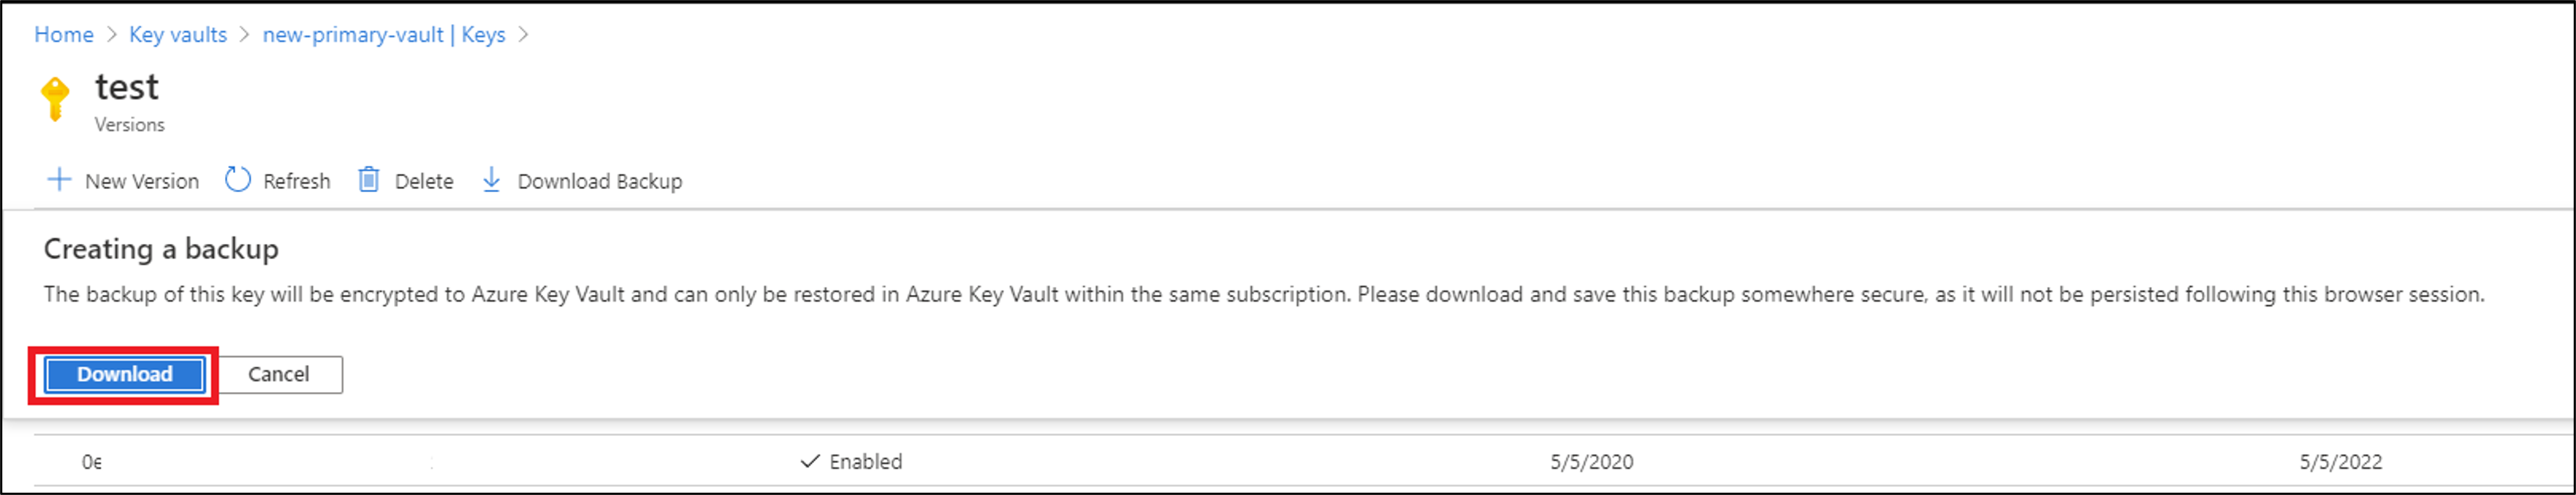 Home > Key vaults > new-primary-vault | Keys >
test
Versions
New Version Refresh Delete Download Backup
Creating a backup
The backup of this key will be encrypted to Azure Key Vault and can only be restored in Azure Key Vault within the same subscription. Please download and save this backup somewhere secure, as it will not be persisted following this browser session.
Download Cancel
Enabled 5/5/2020 5/5/2022